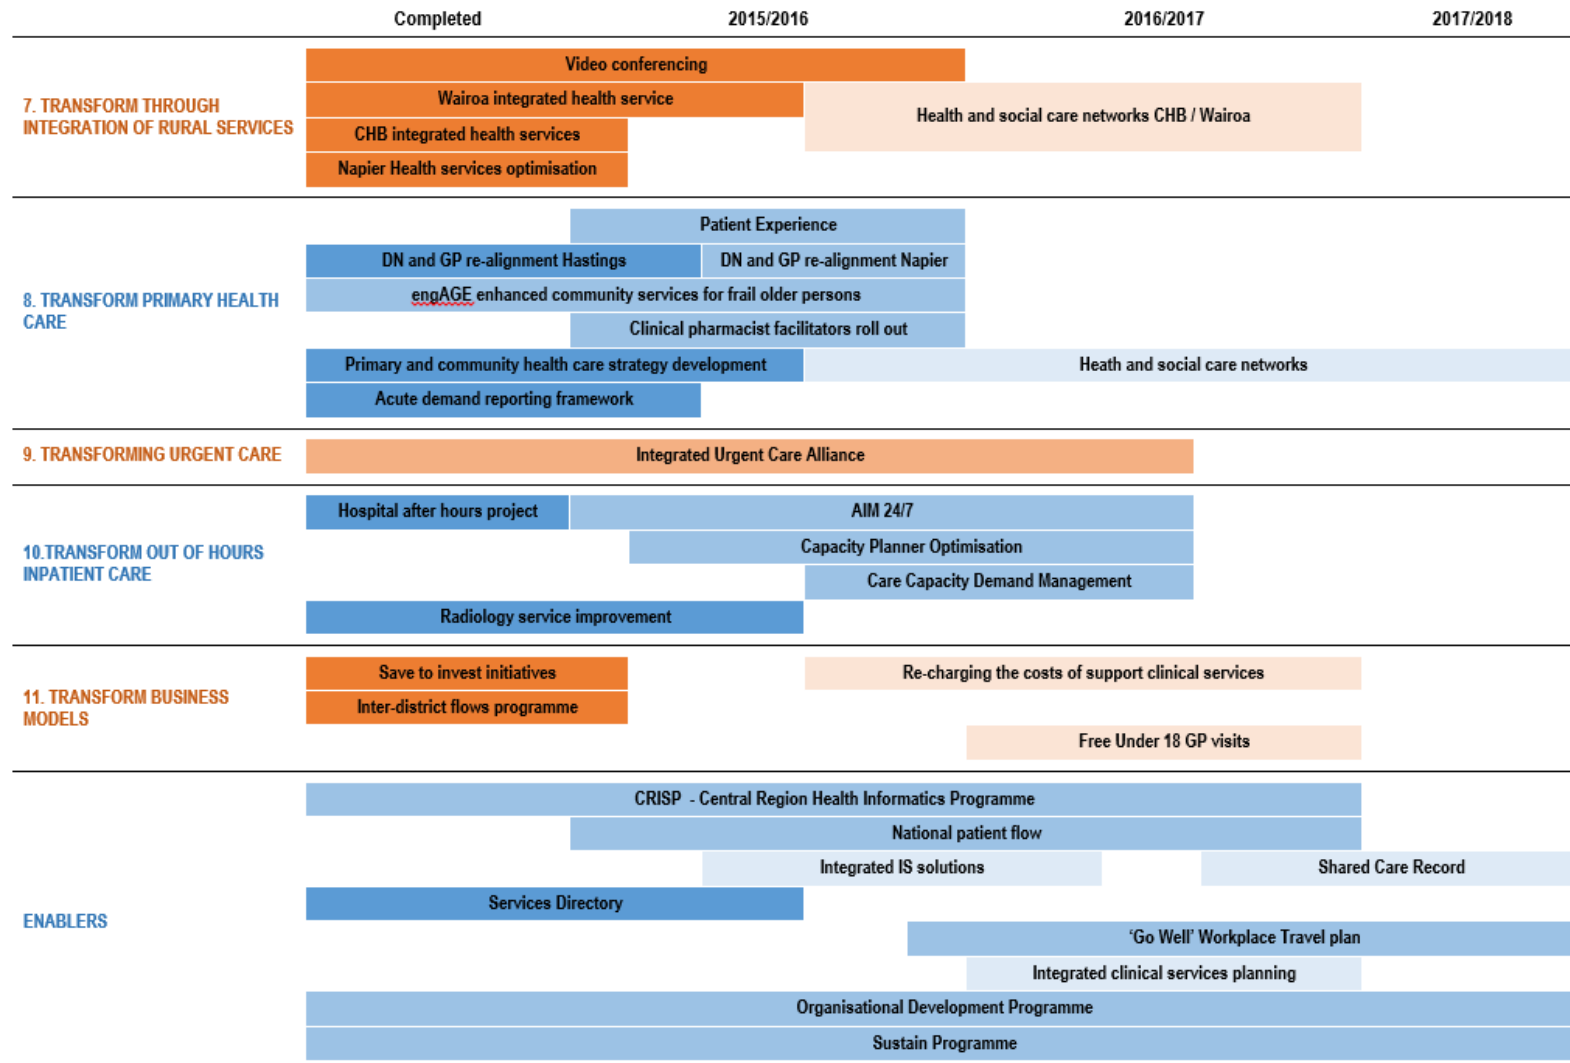 Completed 2015/2016 2016/2017 2017/2018
Video conferencing
7. TRANSFORM THROUGH
INTEGRATION OF RURAL SERVICES
Wairoa integrated health service
Health and social care networks CHB / Wairoa
CHB integrated health services
Napier Health services optimisation
Patient Experience
8. TRANSFORM PRIMARY HEALTH
CARE
DN and GP re-alignment Hastings
DN and GP re-alignment Napier
engAGE enhanced community services for frail older persons
Clinical pharmacist facilitators roll out
Primary and community health care strategy development
Heath and social care networks
Acute demand reporting framework
9. TRANSFORMING URGENT CARE
Integrated Urgent Care Alliance
10.TRANSFORM OUT OF HOURS
INPATIENT CARE
Hospital after hours project
AIM 24/7
Capacity Planner Optimisation
Care Capacity Demand Management
Radiology service improvement
11. TRANSFORM BUSINESS
MODELS
Save to invest initiatives
Re-charging the costs of support clinical services
Inter-district flows programme
Free Under 18 GP visits
ENABLERS
CRISP - Central Region Health Informatics Programme
National patient flow
Integrated IS solutions
Shared Care Record
Services Directory
‘Go Well’ Workplace Travel plan
Integrated clinical services planning
Organisational Development Programme
Sustain Programme